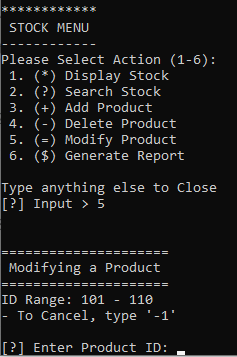 ************
STOCK MENU
------------
Please Select Action (1-6):
1. (*) Display Stock
2. (?) Search Stock
3. (+) Add Product
4. (-) Delete Product
5. (=) Modify Product
6. ($) Generate Report
Type anything else to Close
[?] Input > 5
=====================
Modifying a Product
=====================
ID Range: 101 - 110
- To Cancel, type '-1'
[?] Enter Product ID: